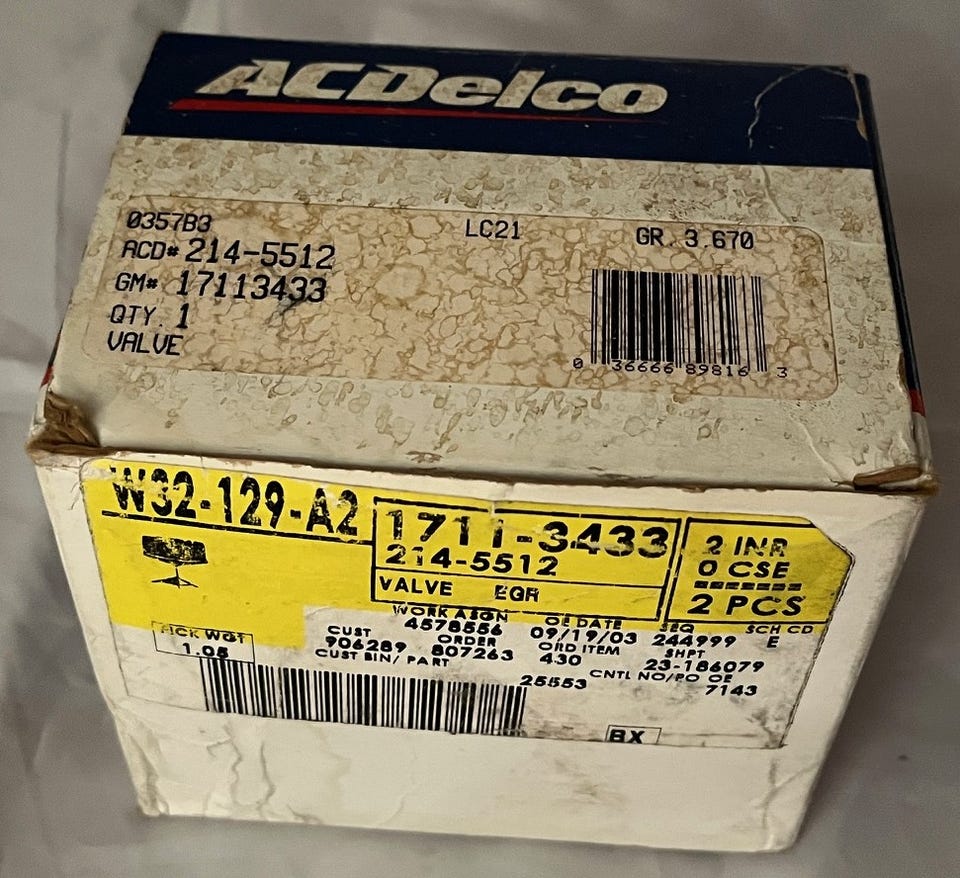 ACDelco
0357B3 LC21 GR. 3.670
ACD# 214-5512
GM# 17113433
QTY. 1
VALVE
0 36666 89816 3
W32-129-A2
1711-3433
214-5512
VALVE EGR
2 INR
0 CSE
2 PCS
WORK ASGN OE DATE SEQ SCH CD
4578556 09/19/03 244999 E
PICK WGT CUST ORDER ORD ITEM SHPT
1.05 906289 807263 430 23-186079
CUST BIN/ PART CNTL NO/PO OE
25553 7143
BX